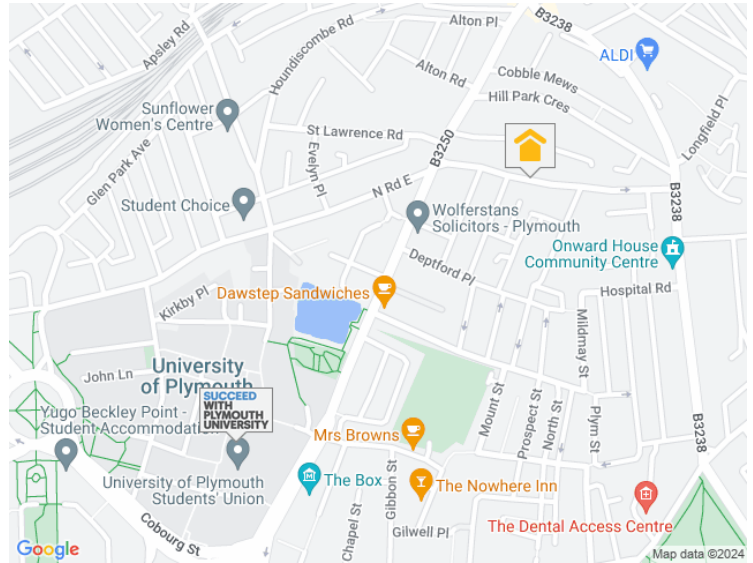 Alton Pl
B3238
Apsley Rd
Houndiscombe Rd
ALDI
Alton Rd
Cobble Mews
Hill Park Cres
Sunflower
Women's Centre
St Lawrence Rd
B3250
Longfield Pl
Glen Park Ave
Evelyn Pl
N Rd E
Student Choice
B3238
Wolferstans
Solicitors - Plymouth
Onward House
Community Centre
Deptford Pl
Kirkby Pl
Dawstep Sandwiches
Hospital Rd
Mildmay St
University
of Plymouth
John Ln
SUCCEED
WITH
PLYMOUTH
UNIVERSITY
Yugo Beckley Point -
Student Accommodation
Mount St
Prospect St
North St
Plym St
Mrs Browns
B3238
University of Plymouth
Students' Union
The Box
Gibbon St
The Nowhere Inn
Chapel St
Cobourg St
Gilwell Pl
The Dental Access Centre
Google
Map data ©2024